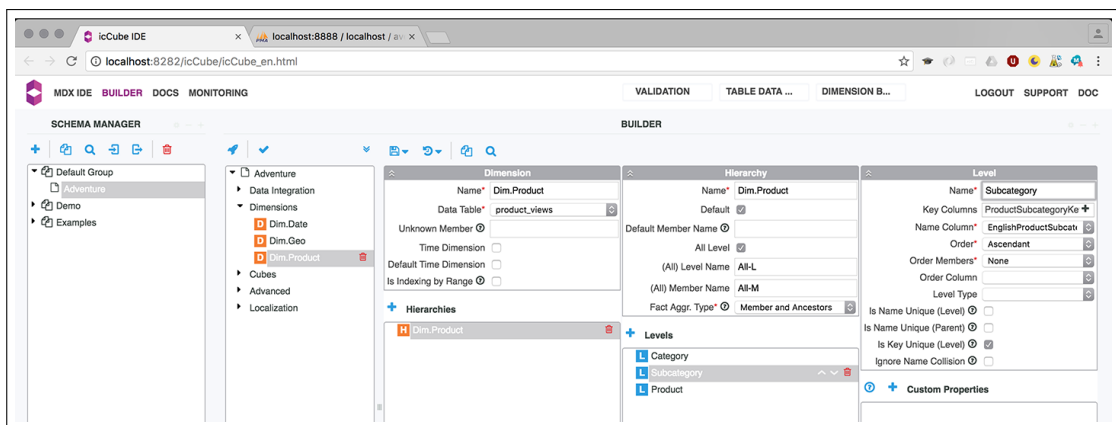 icCube IDE
localhost:8888 / localhost / av
localhost:8282/icCube/icCube_en.html
MDX IDE BUILDER DOCS MONITORING VALIDATION TABLE DATA ... DIMENSION B... LOGOUT SUPPORT DOC
SCHEMA MANAGER
BUILDER
Default Group
Adventure
Demo
Examples
Adventure
Data Integration
Dimensions
D Dim.Date
D Dim.Geo
D Dim.Product
Cubes
Advanced
Localization
Dimension
Name* Dim.Product
Data Table* product_views
Unknown Member
Time Dimension
Default Time Dimension
Is Indexing by Range
Hierarchies
H Dim.Product
Hierarchy
Name* Dim.Product
Default
Default Member Name
All Level
(All) Level Name All-L
(All) Member Name All-M
Fact Aggr. Type* Member and Ancestors
Levels
L Category
L Subcategory
L Product
Level
Name* Subcategory
Key Columns ProductSubcategoryKe
Name Column* EnglishProductSubcat
Order* Ascendant
Order Members* None
Order Column
Level Type
Is Name Unique (Level)
Is Name Unique (Parent)
Is Key Unique (Level)
Ignore Name Collision
Custom Properties